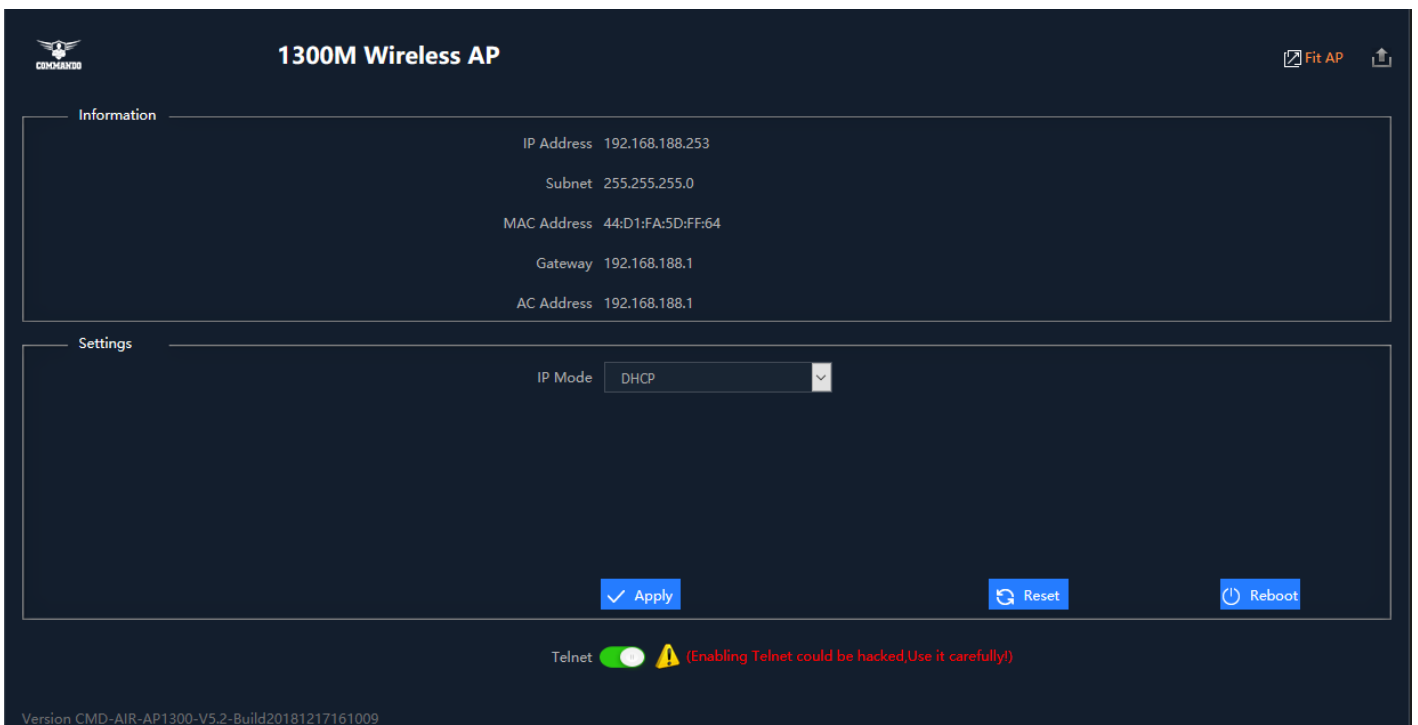 COMMANDO
1300M Wireless AP
Fit AP
Information
IP Address 192.168.188.253
Subnet 255.255.255.0
MAC Address 44:D1:FA:5D:FF:64
Gateway 192.168.188.1
AC Address 192.168.188.1
Settings
IP Mode DHCP
Apply Reset Reboot
Telnet (Enabling Telnet could be hacked,Use it carefully!)
Version CMD-AIR-AP1300-V5.2-Build20181217161009